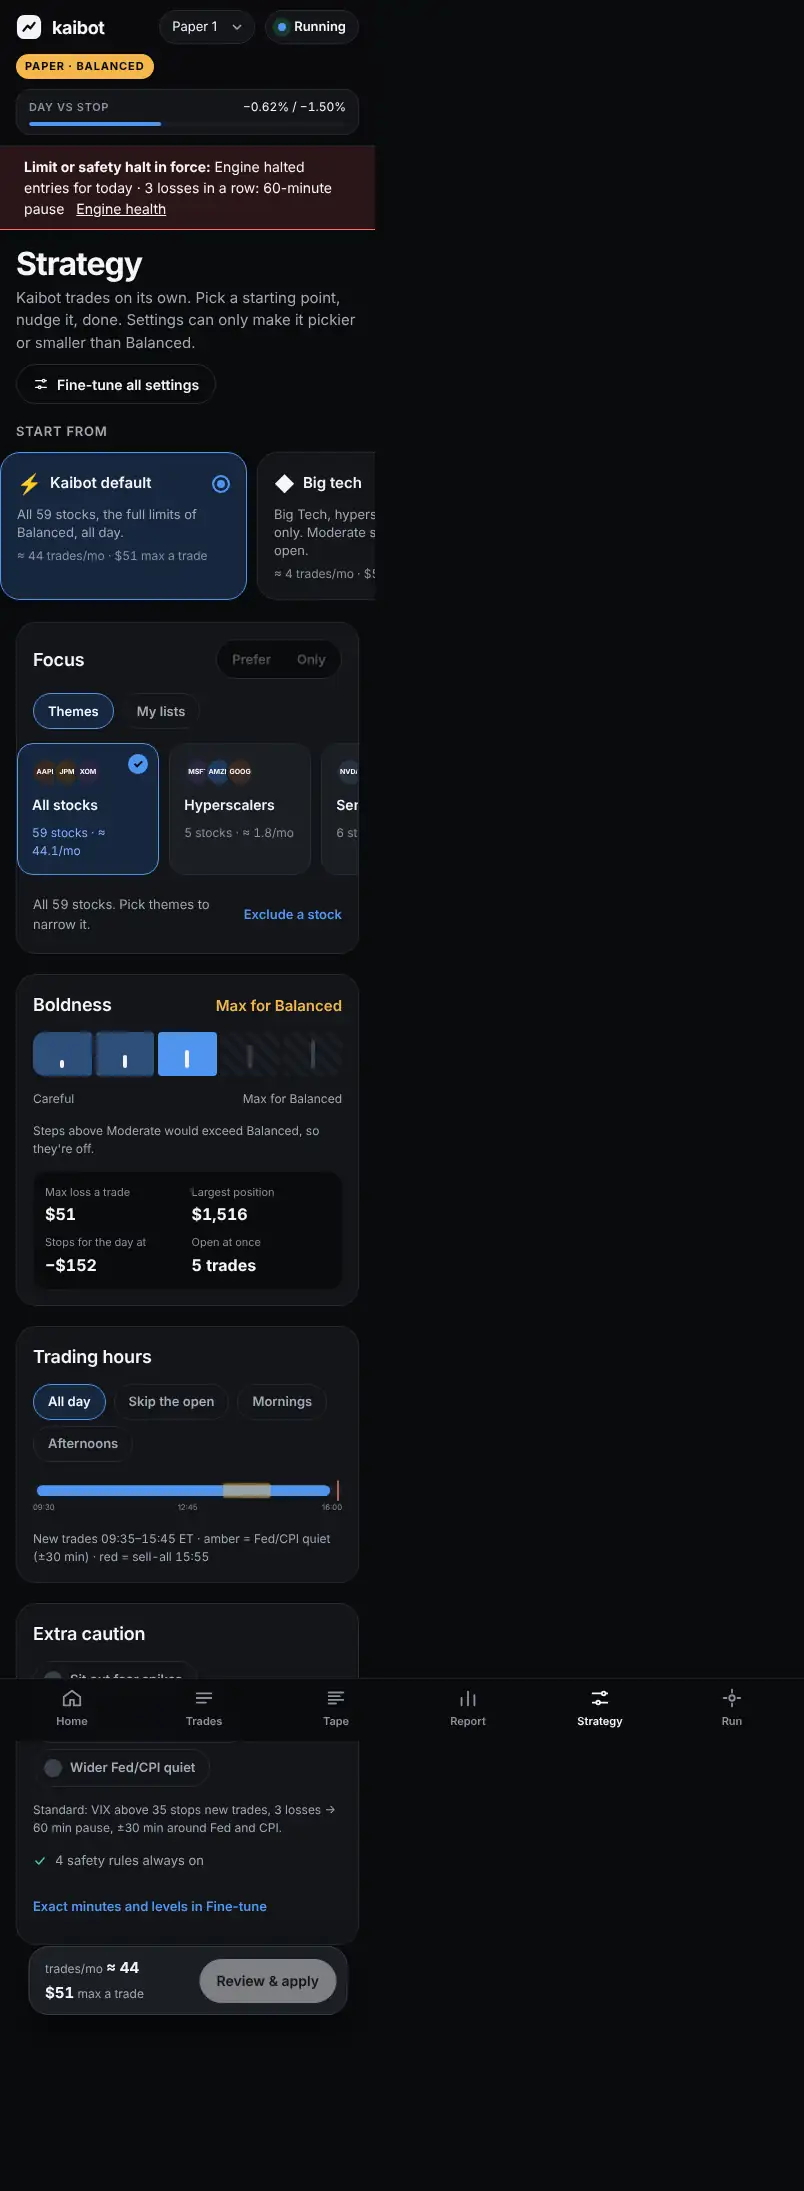 kaibot
Paper 1
Running
PAPER · BALANCED
DAY VS STOP
−0.62% / −1.50%
Limit or safety halt in force: Engine halted
entries for today · 3 losses in a row: 60-minute
pause Engine health
Strategy
Kaibot trades on its own. Pick a starting point,
nudge it, done. Settings can only make it pickier
or smaller than Balanced.
Fine-tune all settings
START FROM
Kaibot default
All 59 stocks, the full limits of
Balanced, all day.
≈ 44 trades/mo · $51 max a trade
Big tech
Big Tech, hypers
only. Moderate s
open.
≈ 4 trades/mo · $5
Focus
Prefer
Only
Themes
My lists
AAPL JPM XOM
All stocks
59 stocks · ≈
44.1/mo
MSFT AMZN GOOG
Hyperscalers
5 stocks · ≈ 1.8/mo
NVDA
Ser
6 st
All 59 stocks. Pick themes to
narrow it.
Exclude a stock
Boldness
Max for Balanced
Careful
Max for Balanced
Steps above Moderate would exceed Balanced, so
they're off.
Max loss a trade
$51
Largest position
$1,516
Stops for the day at
−$152
Open at once
5 trades
Trading hours
All day
Skip the open
Mornings
Afternoons
09:30
12:45
16:00
New trades 09:35–15:45 ET · amber = Fed/CPI quiet
(±30 min) · red = sell-all 15:55
Extra caution
Sit out fear spikes
Home
Trades
Tape
Report
Strategy
Run
Wider Fed/CPI quiet
Standard: VIX above 35 stops new trades, 3 losses →
60 min pause, ±30 min around Fed and CPI.
4 safety rules always on
Exact minutes and levels in Fine-tune
trades/mo ≈ 44
$51 max a trade
Review & apply